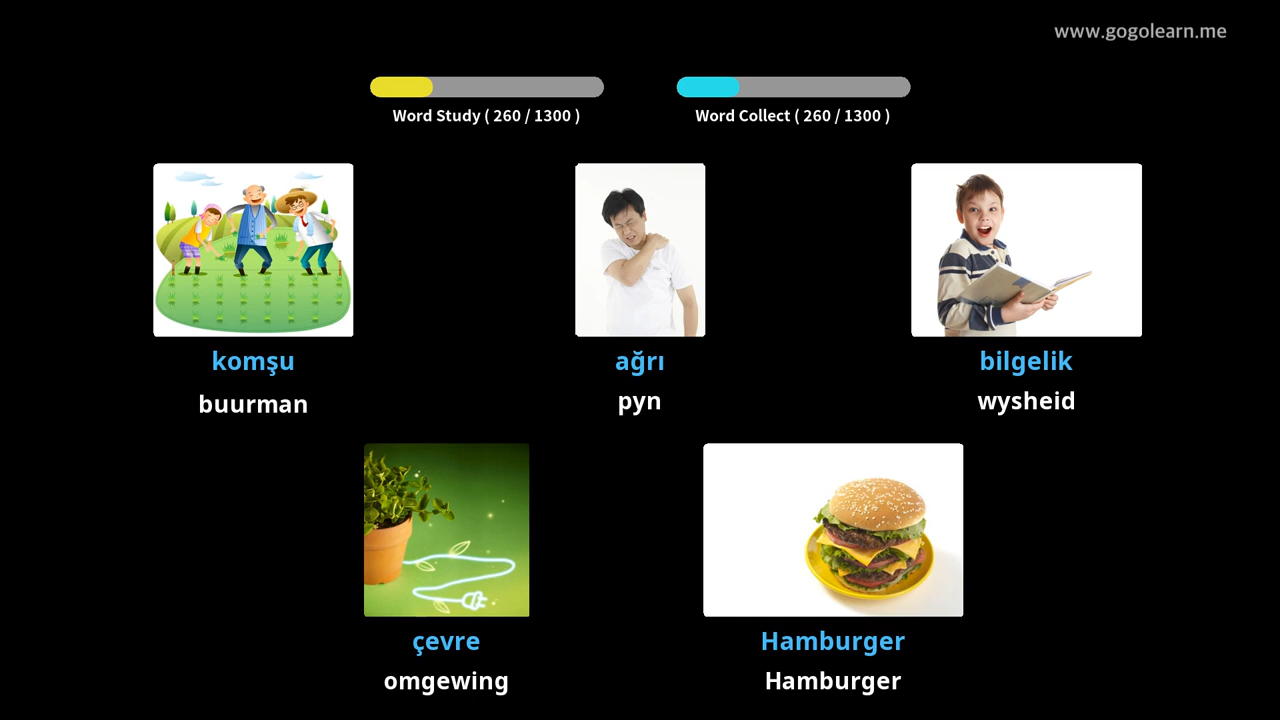 www.gogolearn.me
Word Study ( 260 / 1300 )
Word Collect ( 260 / 1300 )
komşu
buurman
ağrı
pyn
bilgelik
wysheid
çevre
omgewing
Hamburger
Hamburger